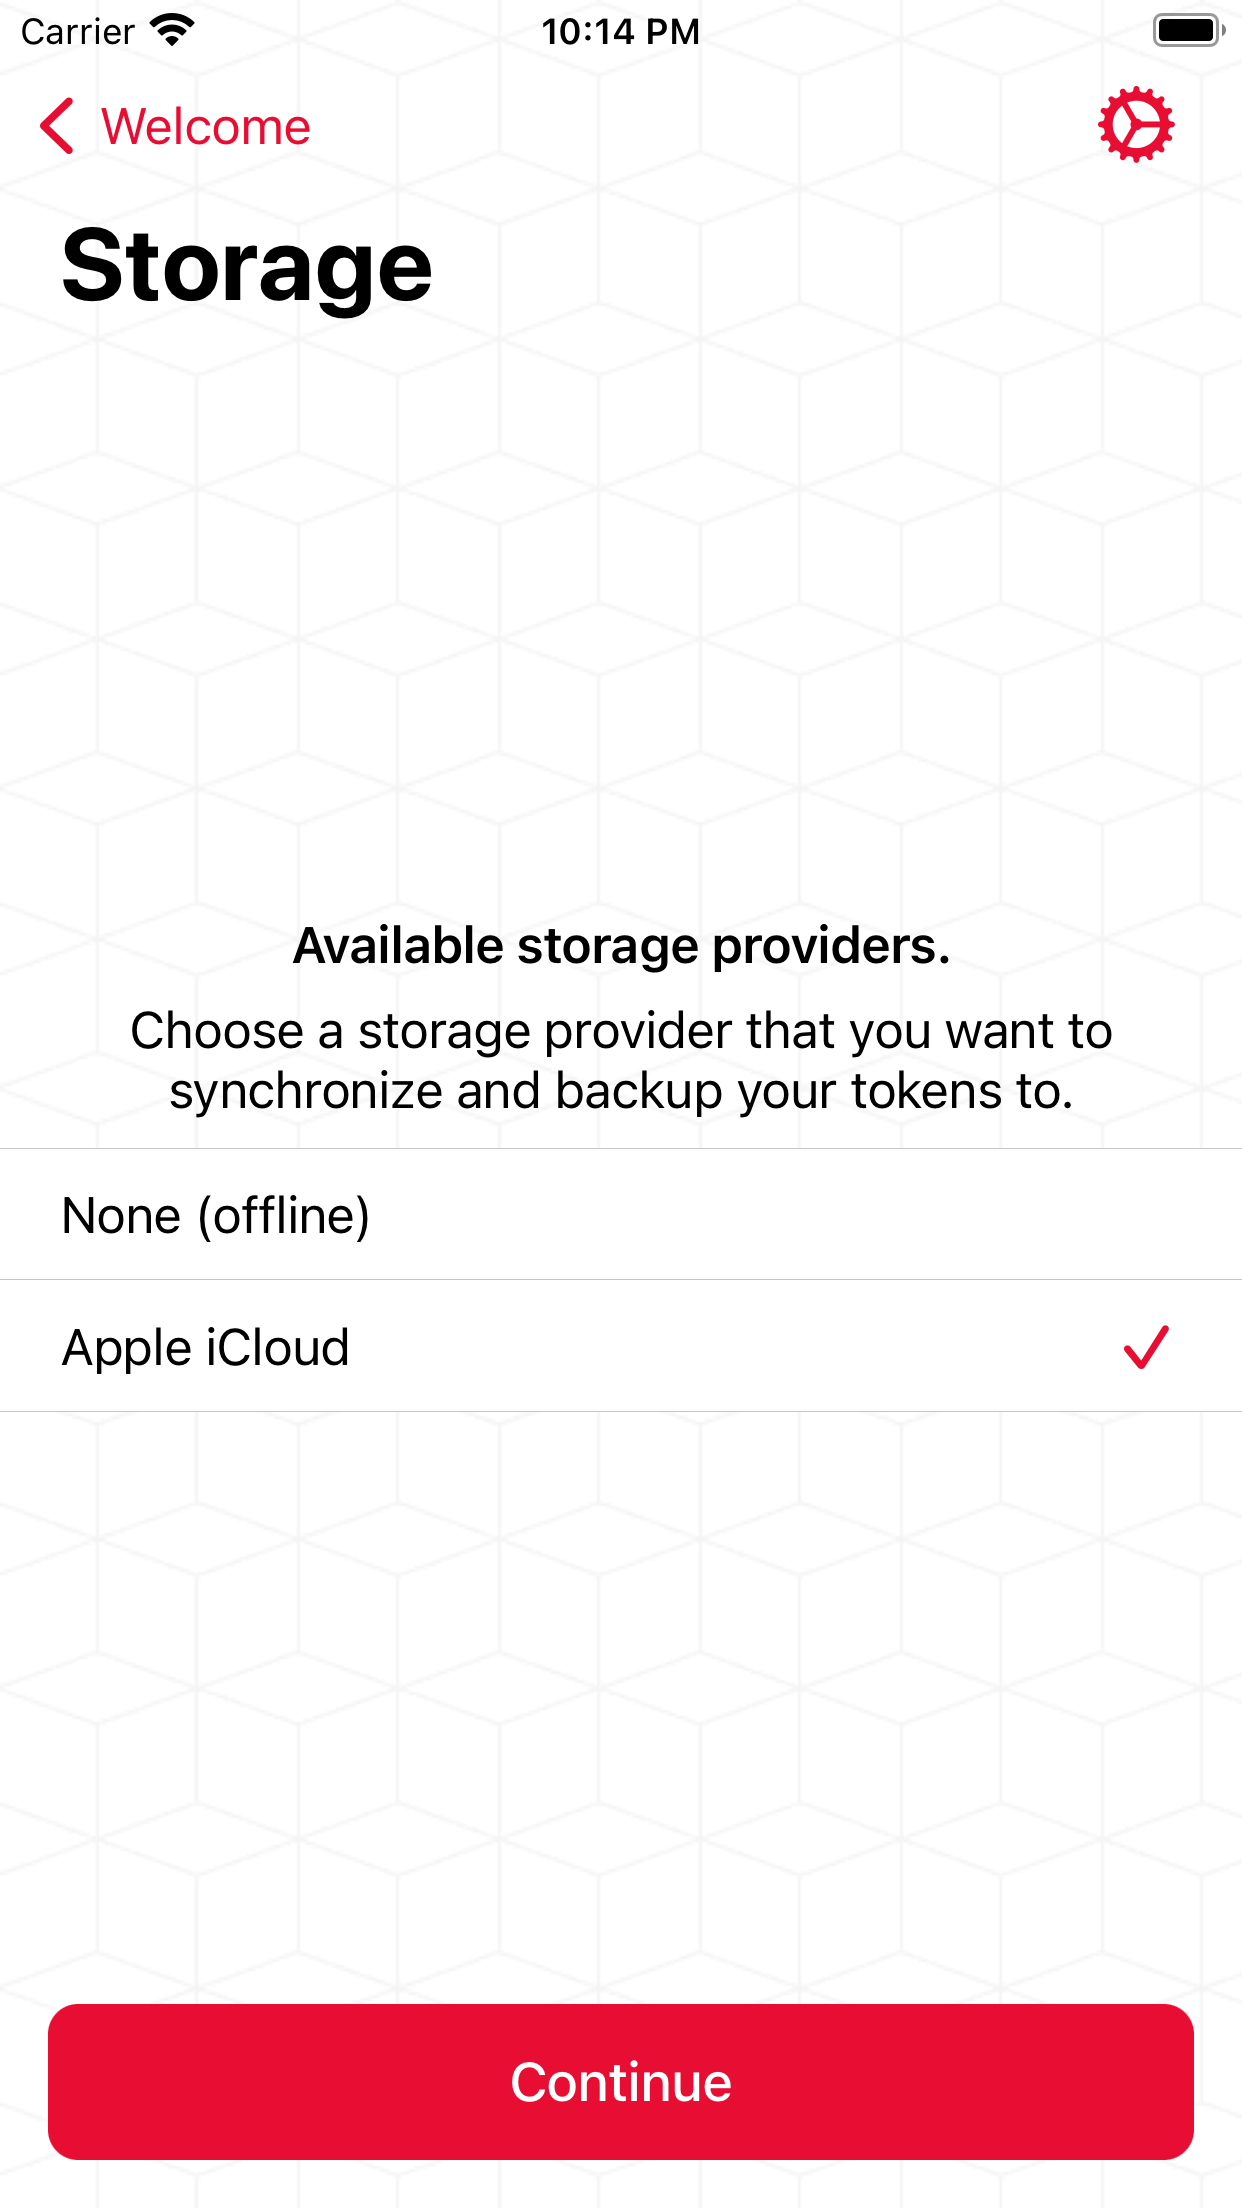 Carrier
10:14 PM
Welcome
Storage
Available storage providers.
Choose a storage provider that you want to
synchronize and backup your tokens to.
None (offline)
Apple iCloud
Continue